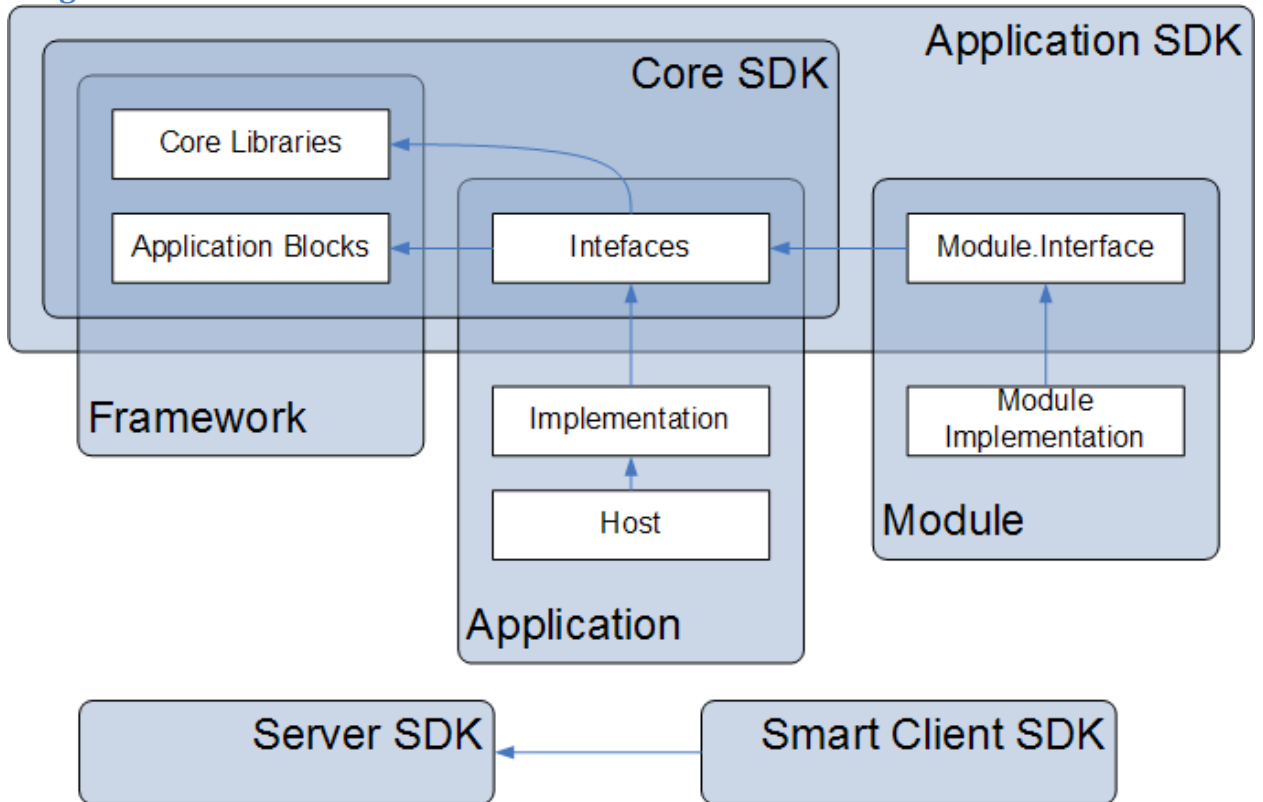 Application SDK
Core SDK
Core Libraries
Application Blocks
Intefaces
Module.Interface
Framework
Implementation
Module
Implementation
Host
Module
Application
Server SDK
Smart Client SDK